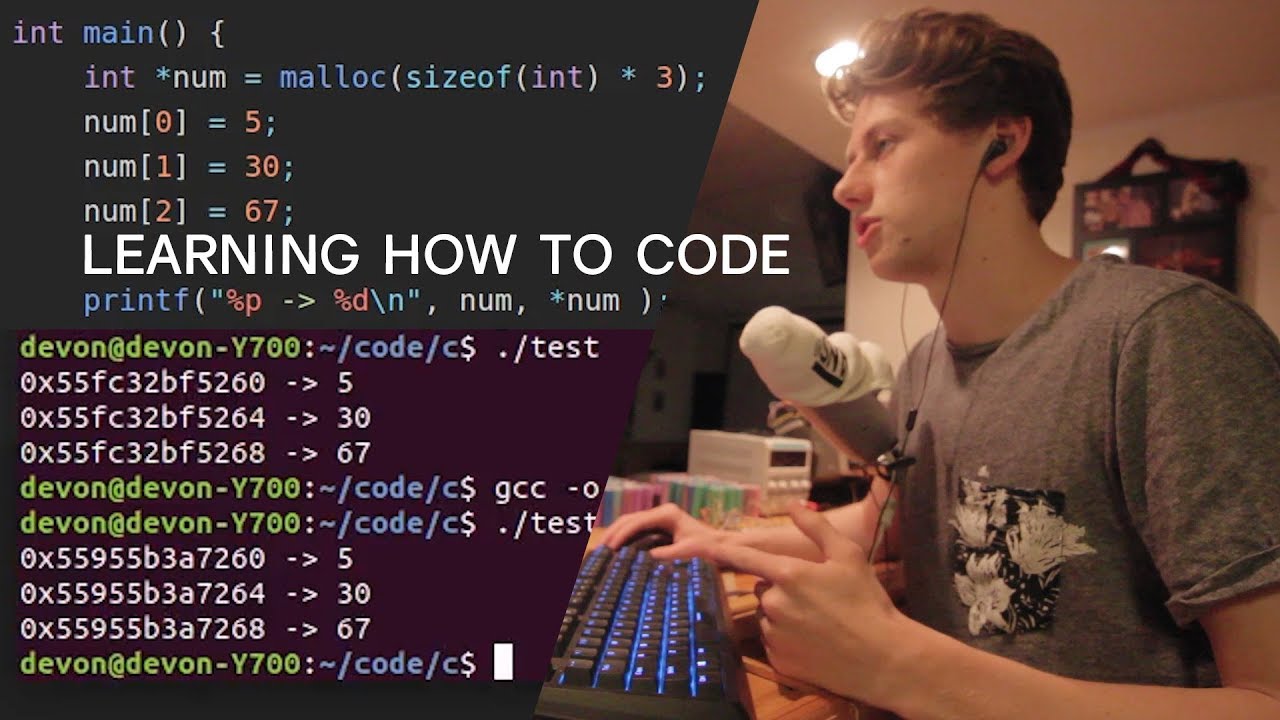 int main() {
int *num = malloc(sizeof(int) * 3);
num[0] = 5;
num[1] = 30;
num[2] = 67;
LEARNING HOW TO CODE
printf("%p -> %d\n", num, *num );
devon@devon-Y700:~/code/c$ ./test
0x55fc32bf5260 -> 5
0x55fc32bf5264 -> 30
0x55fc32bf5268 -> 67
devon@devon-Y700:~/code/c$ gcc -o
devon@devon-Y700:~/code/c$ ./test
0x55955b3a7260 -> 5
0x55955b3a7264 -> 30
0x55955b3a7268 -> 67
devon@devon-Y700:~/code/c$